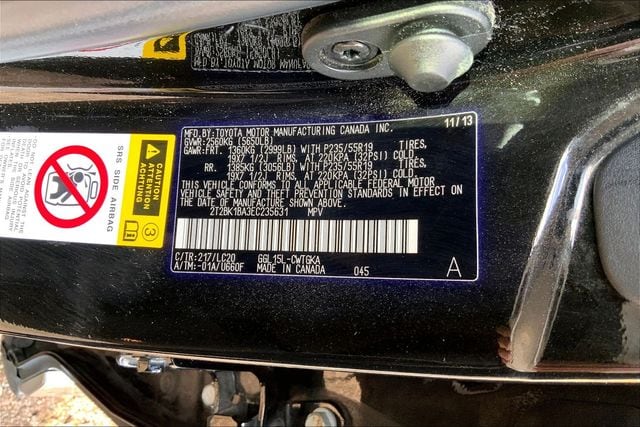 MFD.BY:TOYOTA MOTOR MANUFACTURING CANADA INC. 11/13
GVWR:2560KG (5650LB)
GAWR:FRT. 1360KG (2999LB) WITH P235/55R19 TIRES,
19X7 1/2J RIMS, AT 220KPA (32PSI) COLD
RR. 1385KG (3055LB) WITH P235/55R19 TIRES,
19X7 1/2J RIMS, AT 220KPA (32PSI) COLD
THIS VEHICLE CONFORMS TO ALL APPLICABLE FEDERAL MOTOR
VEHICLE SAFETY AND THEFT PREVENTION STANDARDS IN EFFECT ON
THE DATE OF MANUFACTURE SHOWN ABOVE.
2T2BK1BA3EC235631 MPV
C/TR:217/LC20 GGL15L-CWTGKA
A/TM:-01A/U660F MADE IN CANADA 045 A
SRS SIDE AIRBAG
CAUTION
ATTENTION
3